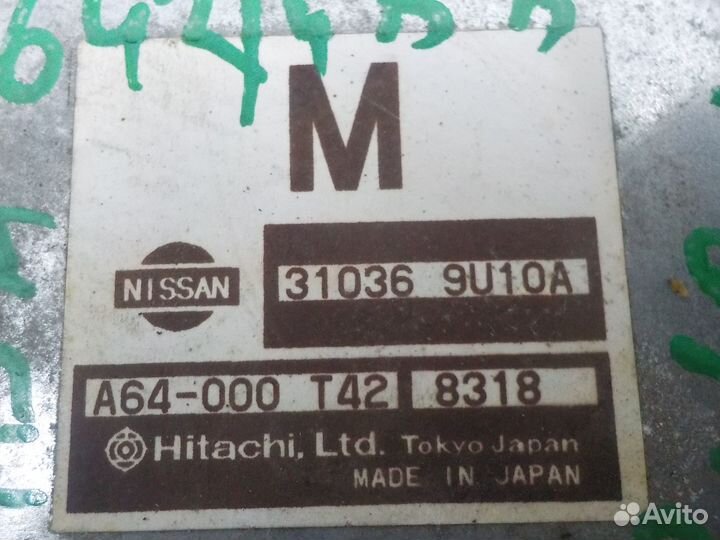 M
NISSAN
31036 9U10A
A64-000 T42 8318
Hitachi, Ltd. Tokyo Japan
MADE IN JAPAN
Avito